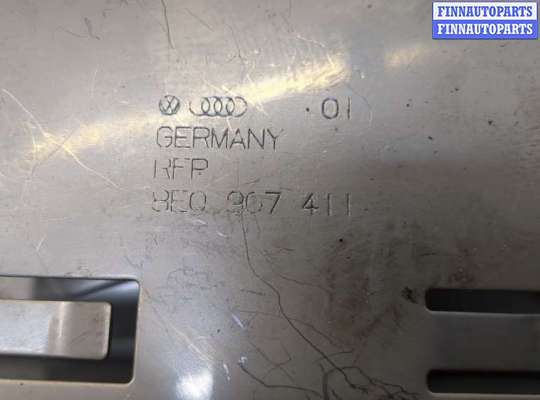 FINNAUTOPARTS
FINNAUTOPARTS
.01
GERMANY
RFP
8E0 907 411